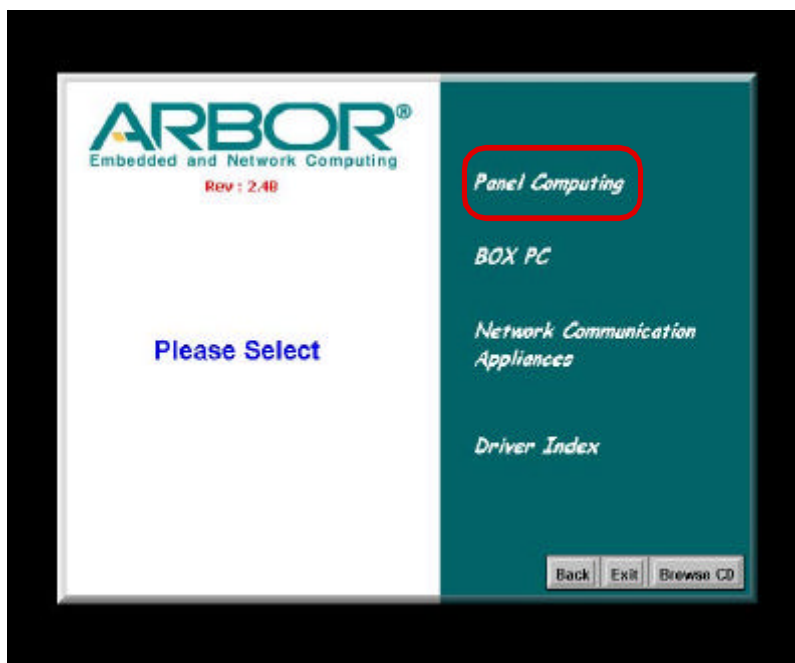 ARBOR®
Embedded and Network Computing
Rev : 2.4B
Please Select
Panel Computing
BOX PC
Network Communication
Appliances
Driver Index
Back Exit Browse CD